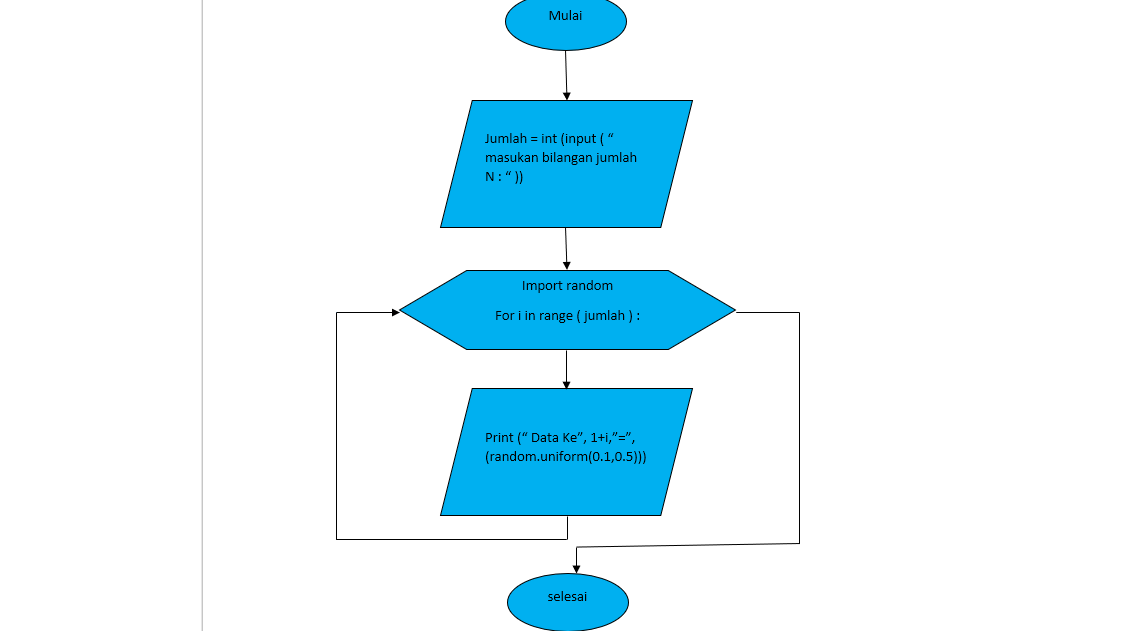 Mulai
Jumlah = int (input ( “
masukan bilangan jumlah
N : “ ))
Import random
For i in range ( jumlah ) :
Print (“ Data Ke”, 1+i,”=”,
(random.uniform(0.1,0.5)))
selesai